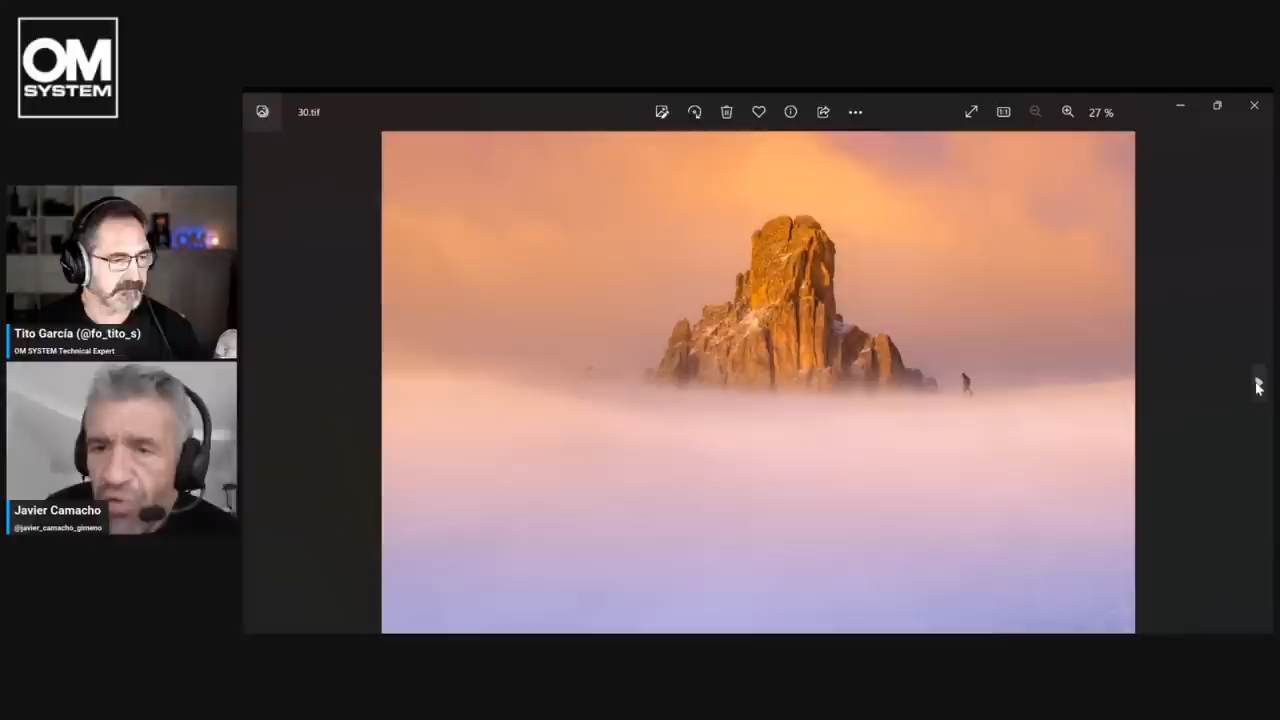 OM
SYSTEM
30.tif
27 %
Tito García (@fo_tito_s)
OM SYSTEM Technical Expert
Javier Camacho
@javier_camacho_gimeno